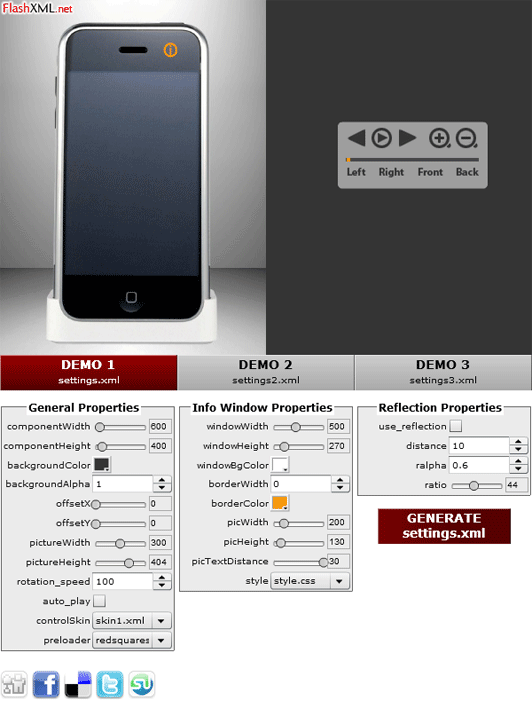 FlashXML.net
Left Right Front Back
DEMO 1
settings.xml
DEMO 2
settings2.xml
DEMO 3
settings3.xml
General Properties
componentWidth 600
componentHeight 400
backgroundColor
backgroundAlpha 1
offsetX 0
offsetY 0
pictureWidth 300
pictureHeight 404
rotation_speed 100
auto_play
controlSkin skin1.xml
preloader redsquares
Info Window Properties
windowWidth 500
windowHeight 270
windowBgColor
borderWidth 0
borderColor
picWidth 200
picHeight 130
picTextDistance 30
style style.css
Reflection Properties
use_reflection
distance 10
ralpha 0.6
ratio 44
GENERATE
settings.xml